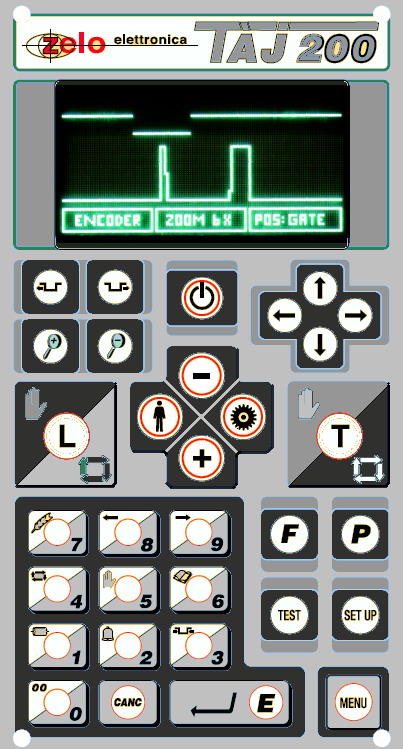 zelo elettronica TAJ 200
ENCODER ZOOM 6X POS:GATE
-
+
L T
7 8 9 F P
4 5 6
TEST SET UP
1 2 3
00 0 CANC E MENU